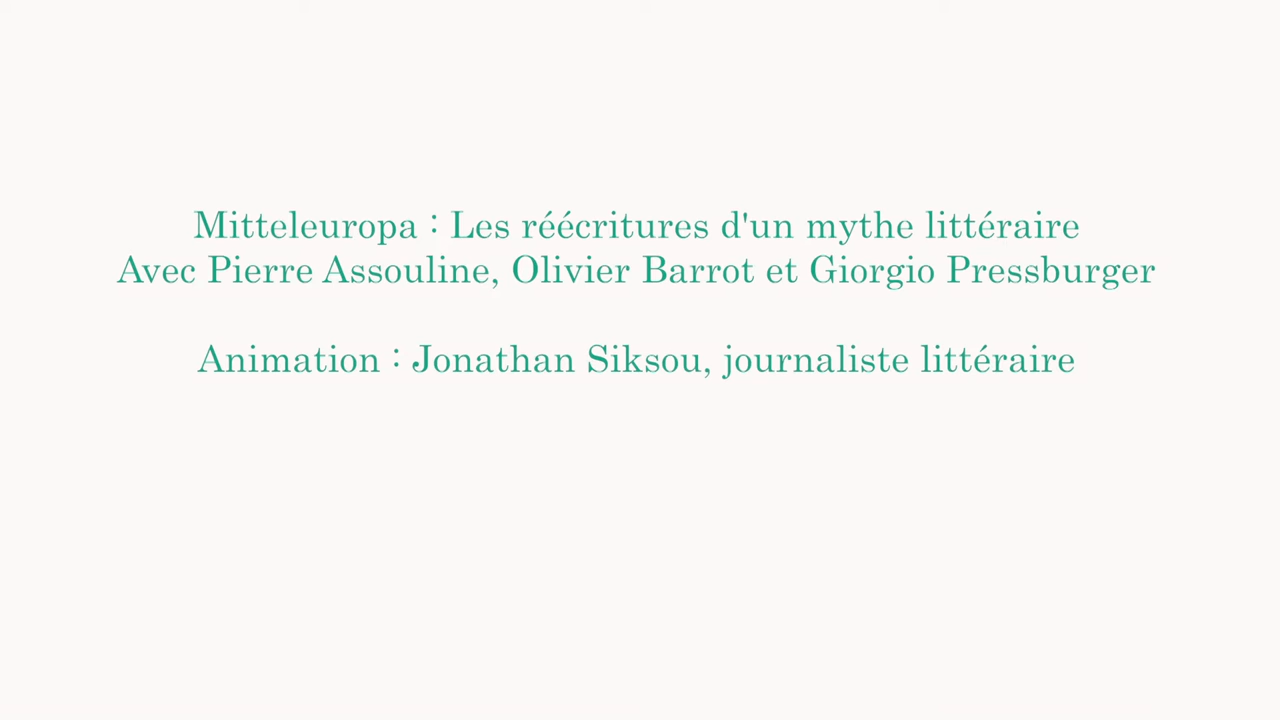 Mitteleuropa : Les réécritures d'un mythe littéraire
Avec Pierre Assouline, Olivier Barrot et Giorgio Pressburger
Animation : Jonathan Siksou, journaliste littéraire